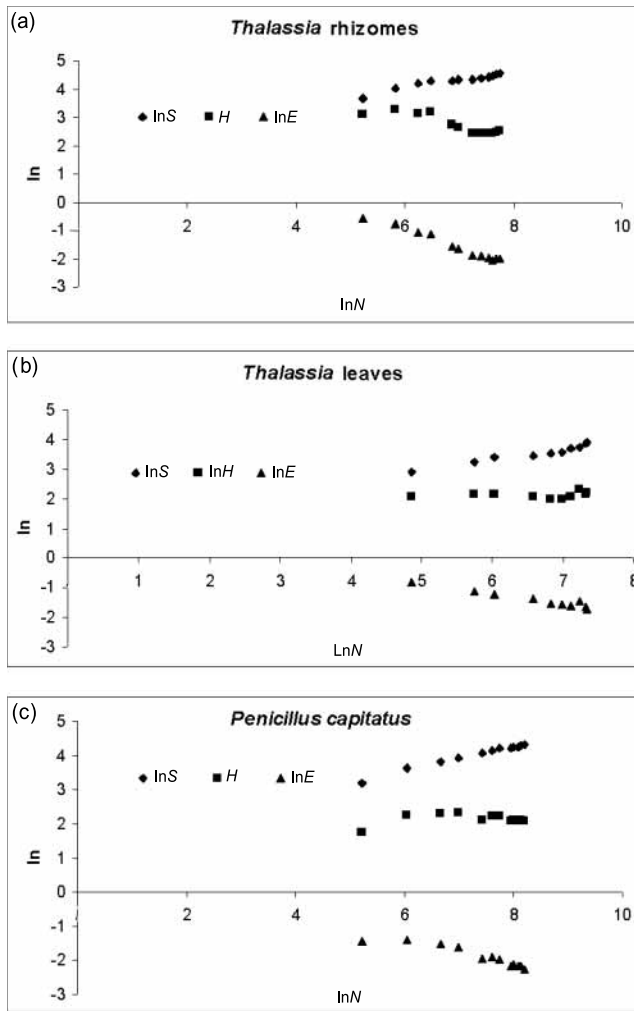 (a)
Thalassia rhizomes
5
4
3
2
1
0
-1
-2
-3
ln
lnS H lnE
2 4 6 8 10
lnN
(b)
Thalassia leaves
5
4
3
2
1
0
-1
-2
-3
ln
lnS lnH lnE
1 2 3 4 5 6 7 8
LnN
(c)
Penicillus capitatus
5
4
3
2
1
0
-1
-2
-3
ln
lnS H lnE
2 4 6 8 10
lnN